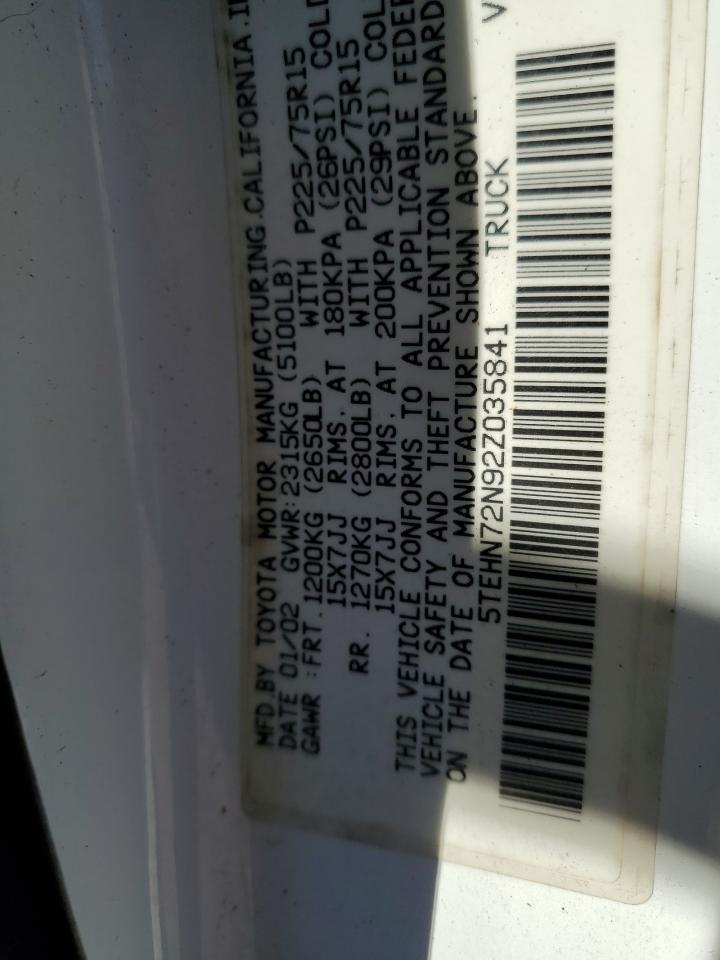 MFD.BY TOYOTA MOTOR MANUFACTURING.CALIFORNIA.
DATE 01/02 GVWR:2315KG (5100LB)
GAWR :FRT.1200KG (2650LB) WITH P225/75R15
15X7JJ RIMS, AT 180KPA (26PSI) COLD
RR. 1270KG (2800LB) WITH P225/75R15
15X7JJ RIMS, AT 200KPA (29PSI) COL
THIS VEHICLE CONFORMS TO ALL APPLICABLE FEDER
VEHICLE SAFETY AND THEFT PREVENTION STANDARD
ON THE DATE OF MANUFACTURE SHOWN ABOVE.
5TEHN72N92Z035841 TRUCK V